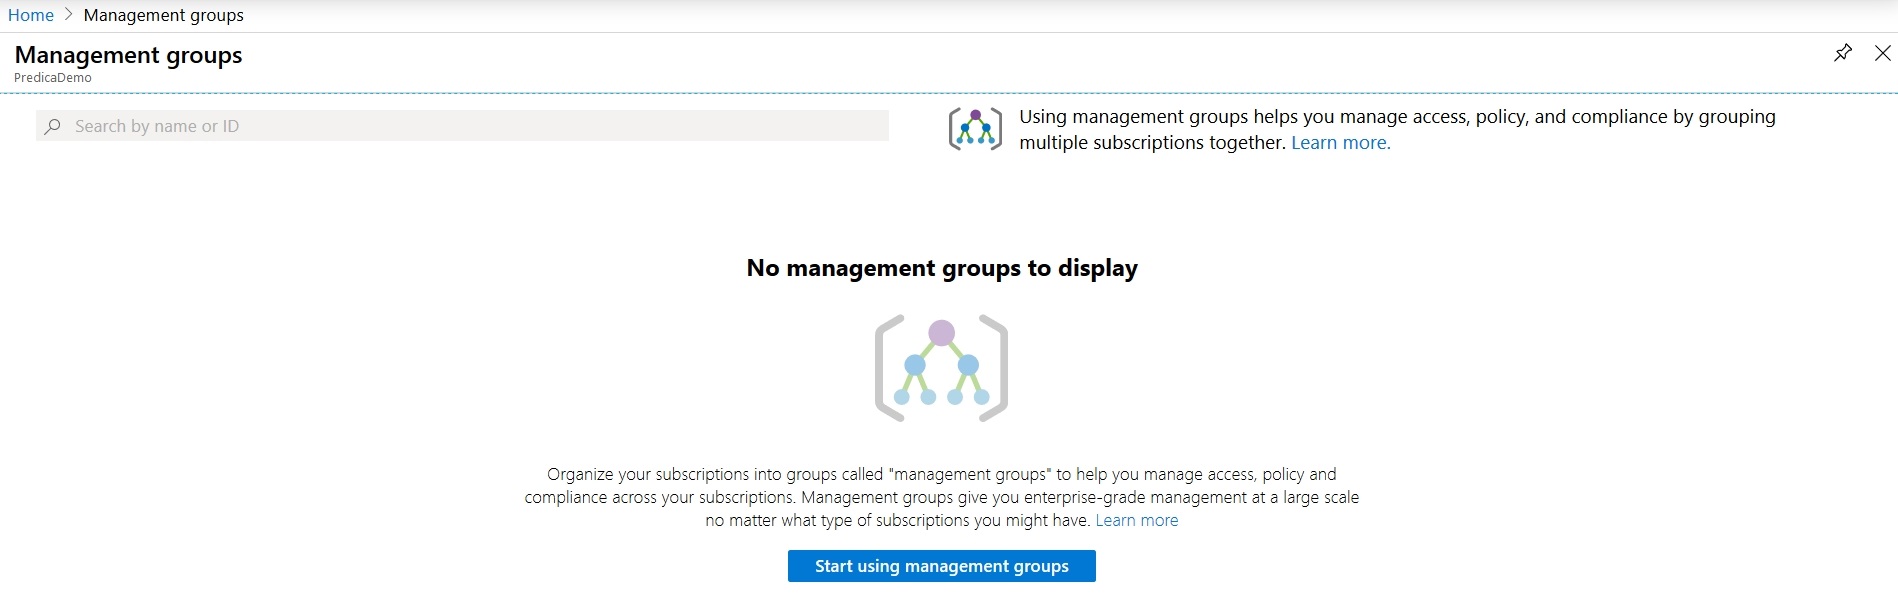 Home > Management groups
Management groups
PredicaDemo
Search by name or ID
Using management groups helps you manage access, policy, and compliance by grouping
multiple subscriptions together. Learn more.
No management groups to display
Organize your subscriptions into groups called "management groups" to help you manage access, policy and
compliance across your subscriptions. Management groups give you enterprise-grade management at a large scale
no matter what type of subscriptions you might have. Learn more
Start using management groups